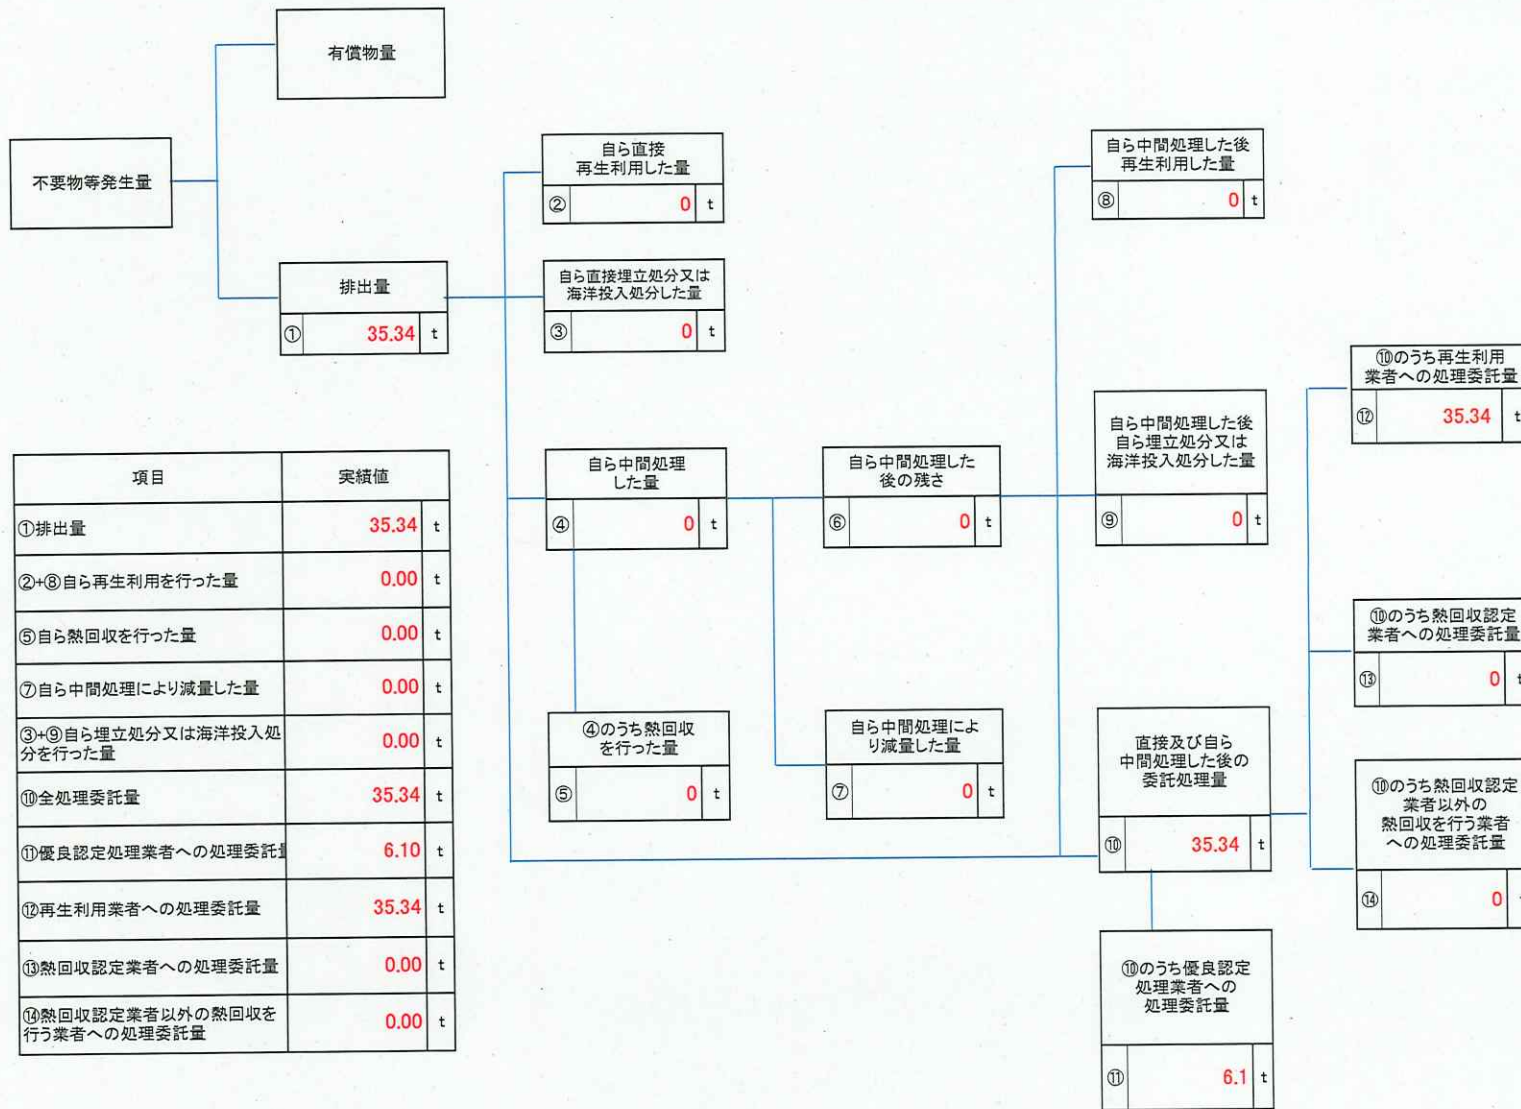 有償物量
不要物等発生量
排出量
① 35.34 t
自ら直接
再生利用した量
② 0 t
自ら直接埋立処分又は
海洋投入処分した量
③ 0 t
自ら中間処理
した量
④ 0 t
④のうち熱回収
を行った量
⑤ 0 t
自ら中間処理した
後の残さ
⑥ 0 t
自ら中間処理によ
り減量した量
⑦ 0 t
自ら中間処理した後
再生利用した量
⑧ 0 t
自ら中間処理した後
自ら埋立処分又は
海洋投入処分した量
⑨ 0 t
直接及び自ら
中間処理した後の
委託処理量
⑩ 35.34 t
⑩のうち優良認定
処理業者への
処理委託量
⑪ 6.1 t
⑩のうち再生利用
業者への処理委託量
⑫ 35.34 t
⑩のうち熱回収認定
業者への処理委託量
⑬ 0 t
⑩のうち熱回収認定
業者以外の
熱回収を行う業者
への処理委託量
⑭ 0
項目 実績値
①排出量 35.34 t
②+⑧自ら再生利用を行った量 0.00 t
⑤自ら熱回収を行った量 0.00 t
⑦自ら中間処理により減量した量 0.00 t
③+⑨自ら埋立処分又は海洋投入処
分を行った量 0.00 t
⑩全処理委託量 35.34 t
⑪優良認定処理業者への処理委託 6.10 t
⑫再生利用業者への処理委託量 35.34 t
⑬熱回収認定業者への処理委託量 0.00 t
⑭熱回収認定業者以外の熱回収を
行う業者への処理委託量 0.00 t